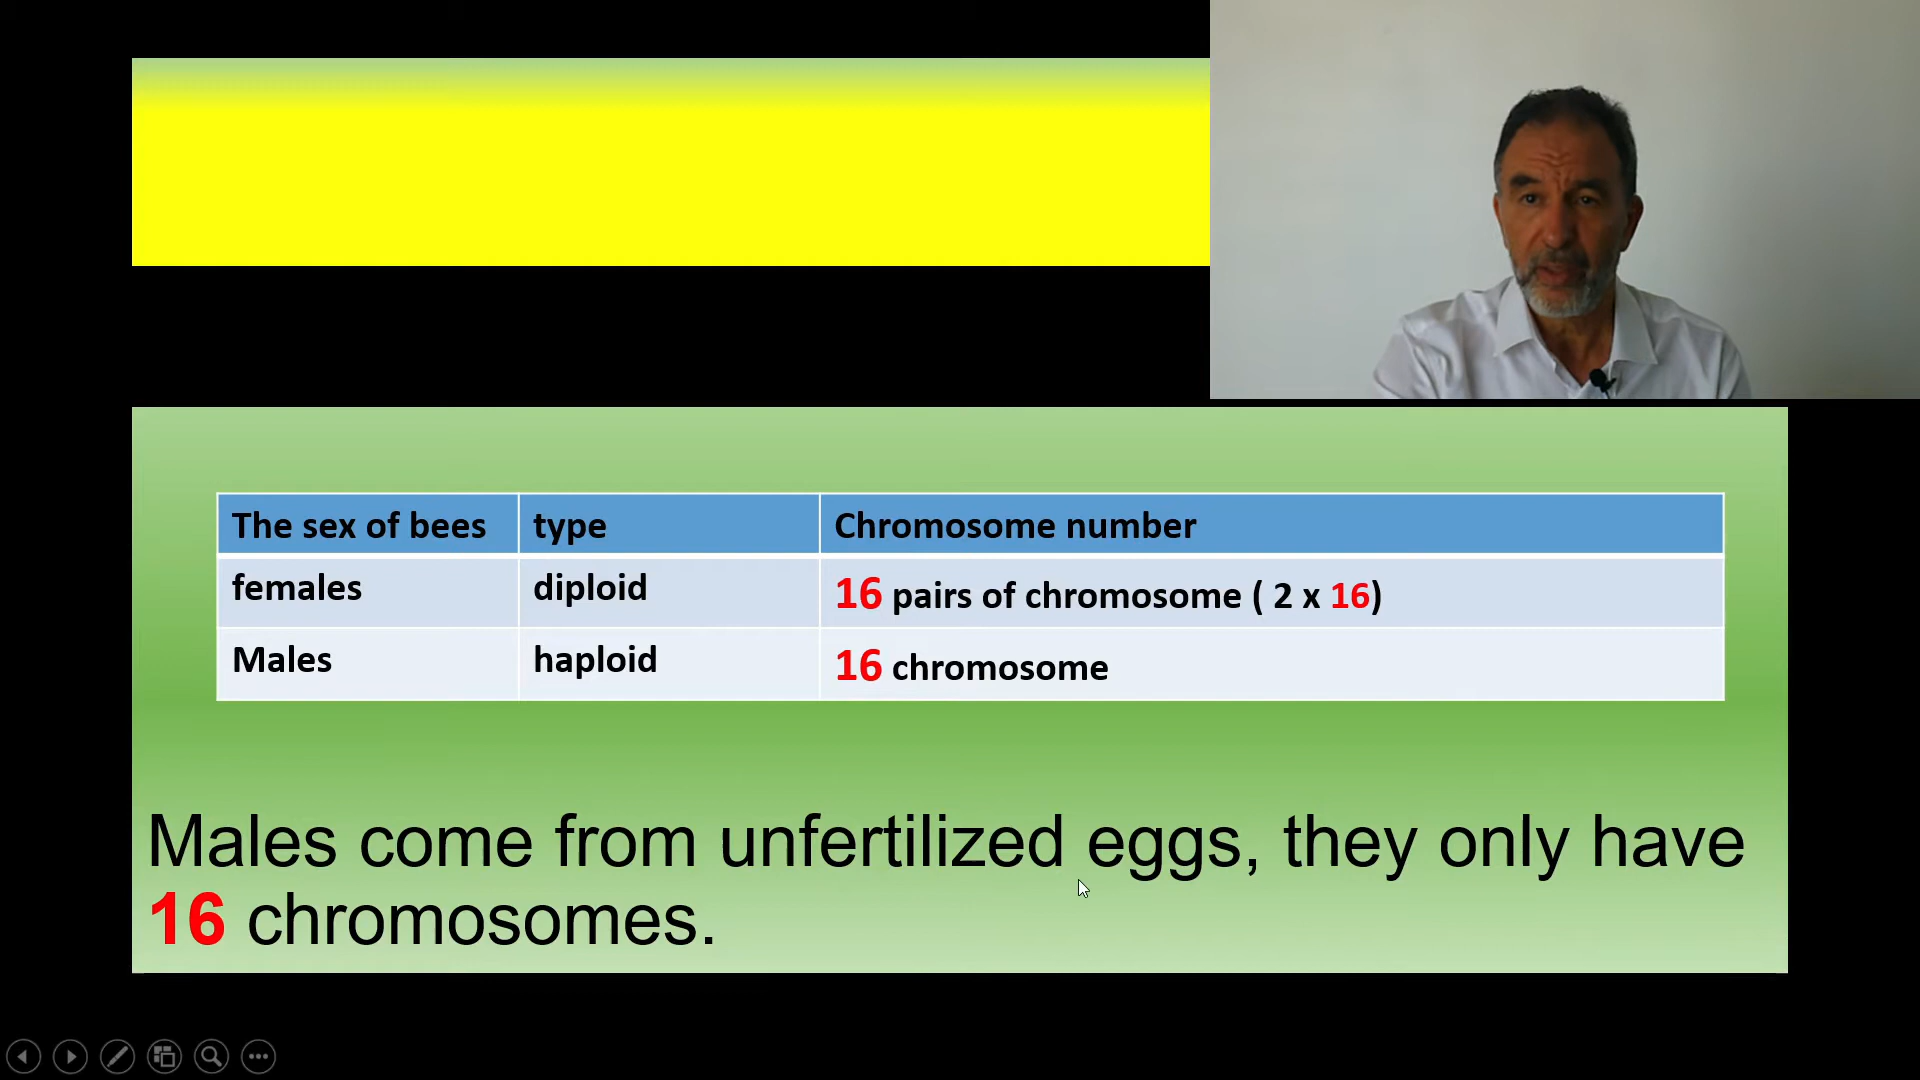 The sex of bees type Chromosome number
females diploid 16 pairs of chromosome ( 2 x 16)
Males haploid 16 chromosome
Males come from unfertilized eggs, they only have
16 chromosomes.